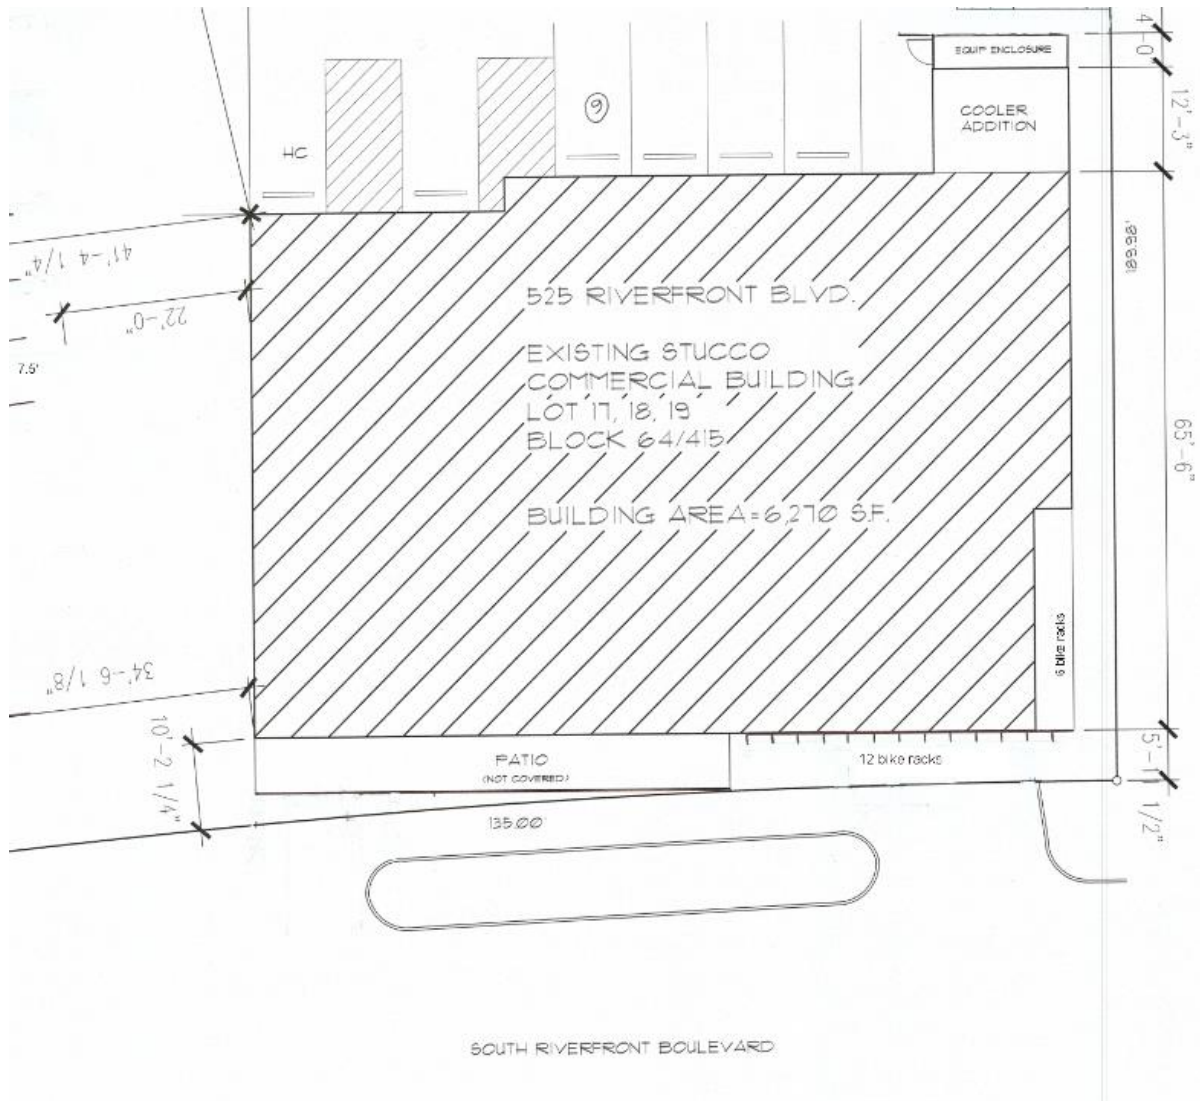 4'-0"
EQUIP ENCLOSURE
12'-3"
COOLER
ADDITION
9
HC
189.98'
41'-4 1/4"
22'-0"
7.5'
525 RIVERFRONT BLVD.
EXISTING STUCCO
COMMERCIAL BUILDING
LOT 17, 18, 19
BLOCK 64/415
65'-6"
BUILDING AREA=6,270 S.F.
6 bike racks
34'-6 1/8"
10'-2 1/4"
PATIO
(NOT COVERED)
12 bike racks
5'-1 1/2"
135.00'
SOUTH RIVERFRONT BOULEVARD